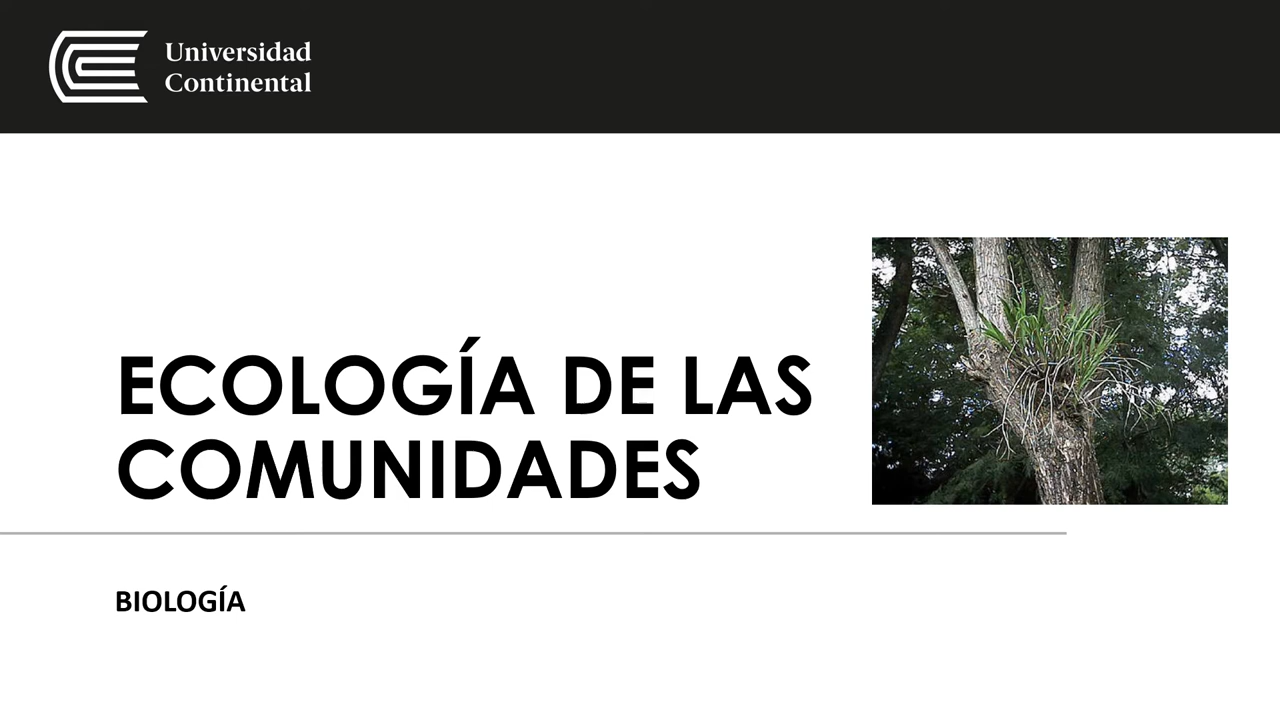 Universidad
Continental
ECOLOGÍA DE LAS
COMUNIDADES
BIOLOGÍA